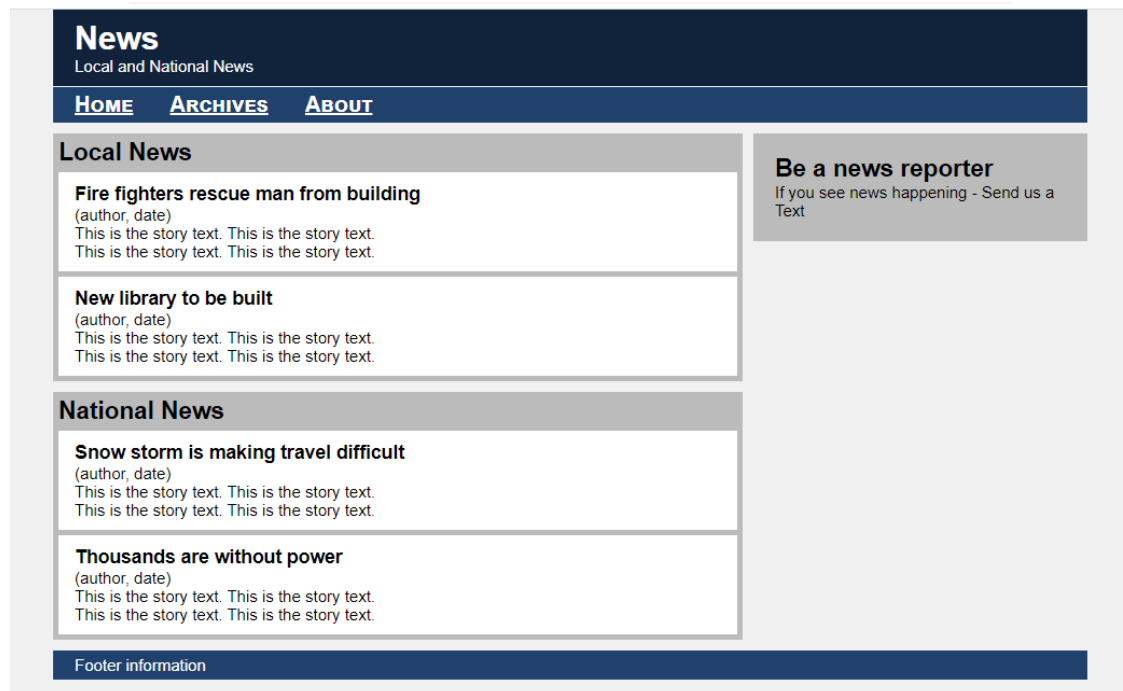 News
Local and National News
Home Archives About
Local News
Fire fighters rescue man from building
(author, date)
This is the story text. This is the story text.
This is the story text. This is the story text.
New library to be built
(author, date)
This is the story text. This is the story text.
This is the story text. This is the story text.
National News
Snow storm is making travel difficult
(author, date)
This is the story text. This is the story text.
This is the story text. This is the story text.
Thousands are without power
(author, date)
This is the story text. This is the story text.
This is the story text. This is the story text.
Be a news reporter
If you see news happening - Send us a
Text
Footer information